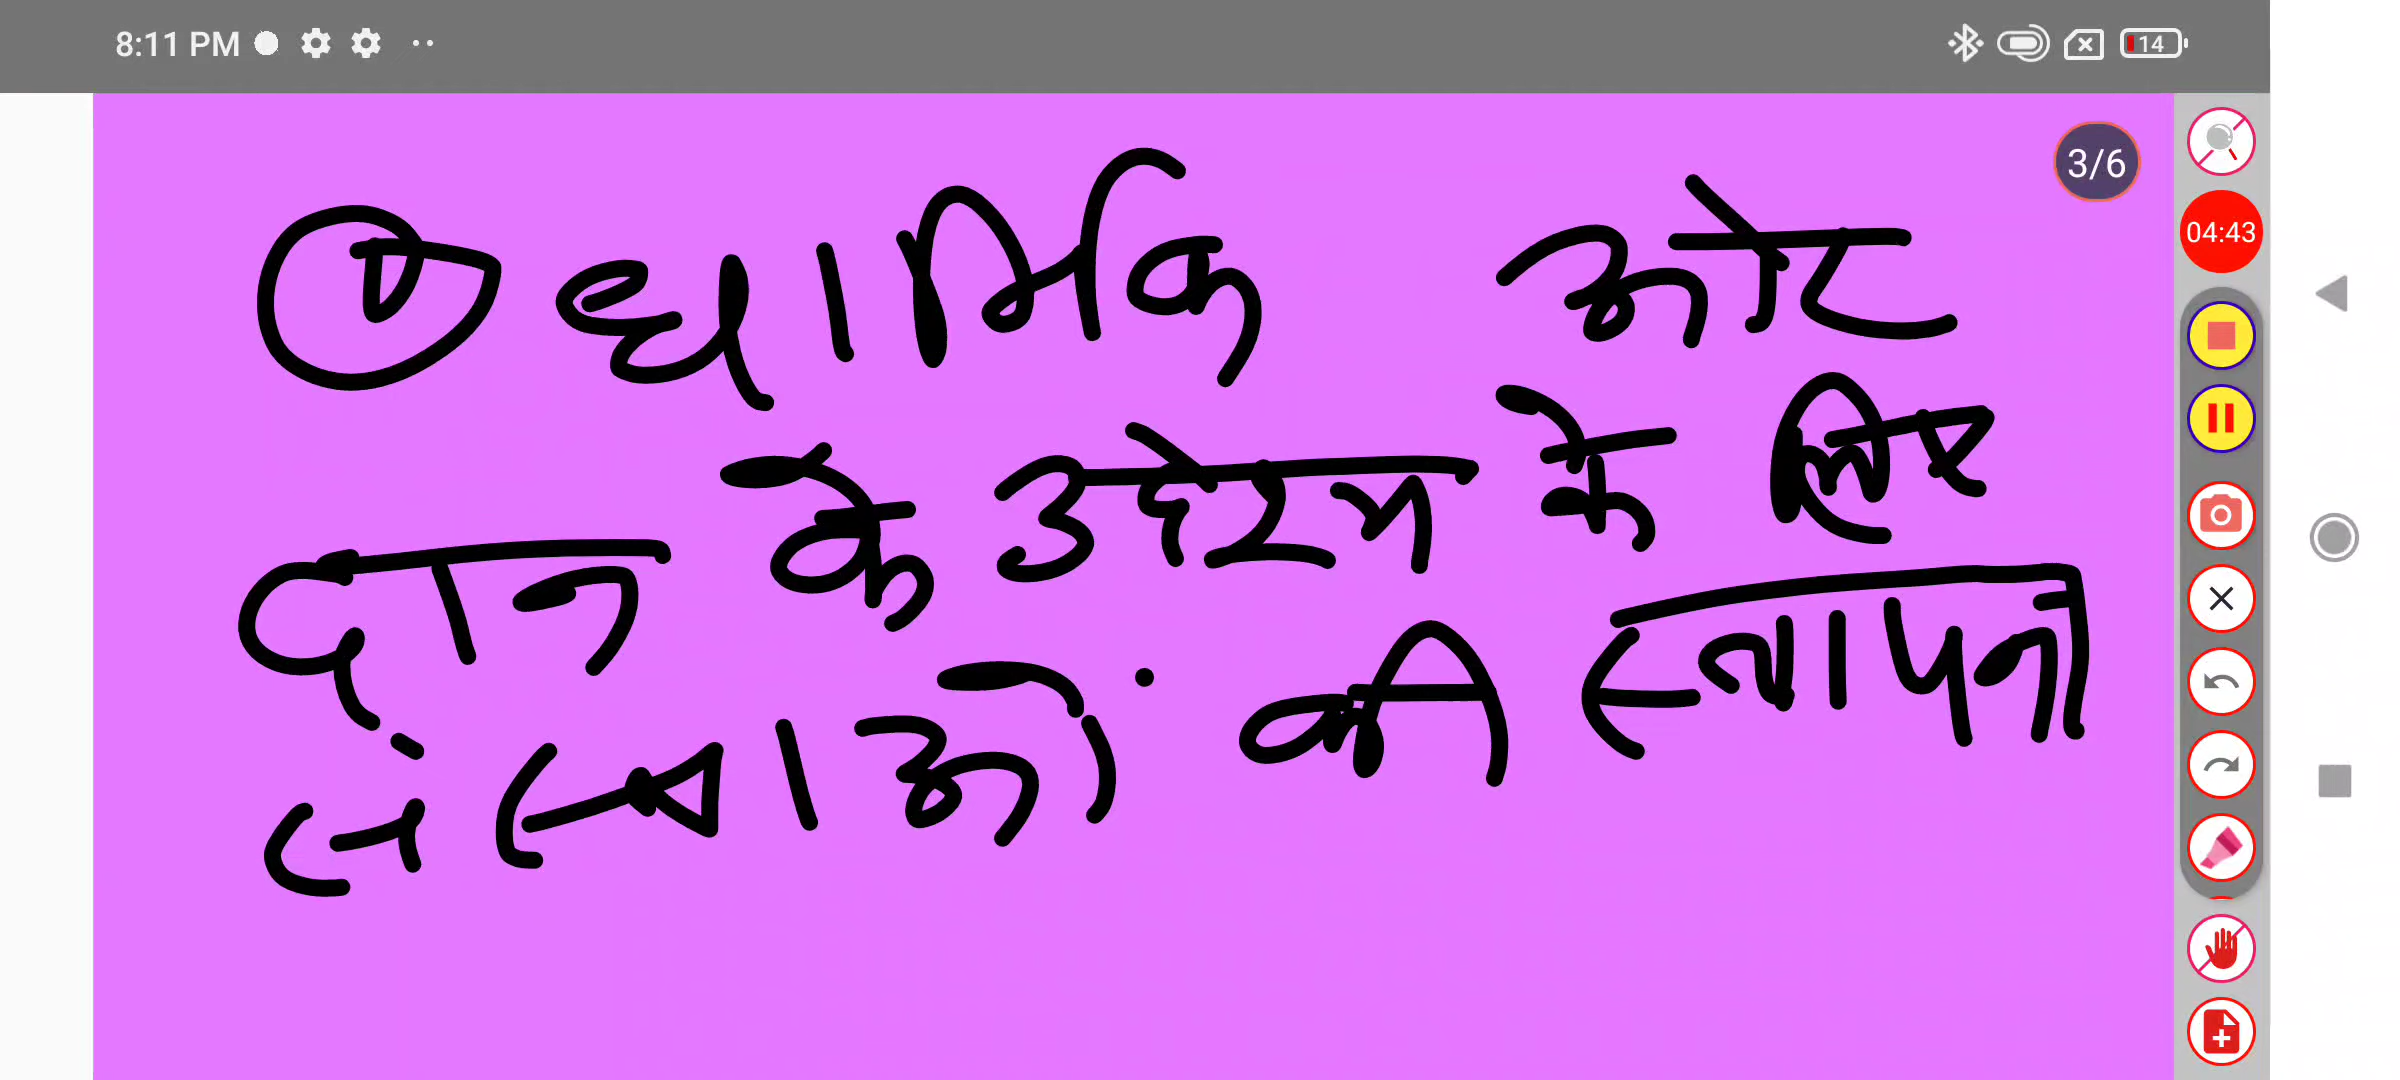 8:11 PM 14
3/6
04:43
धार्मिक और
दान के उद्देश्य के लिए
संस्थाओं की स्थापना